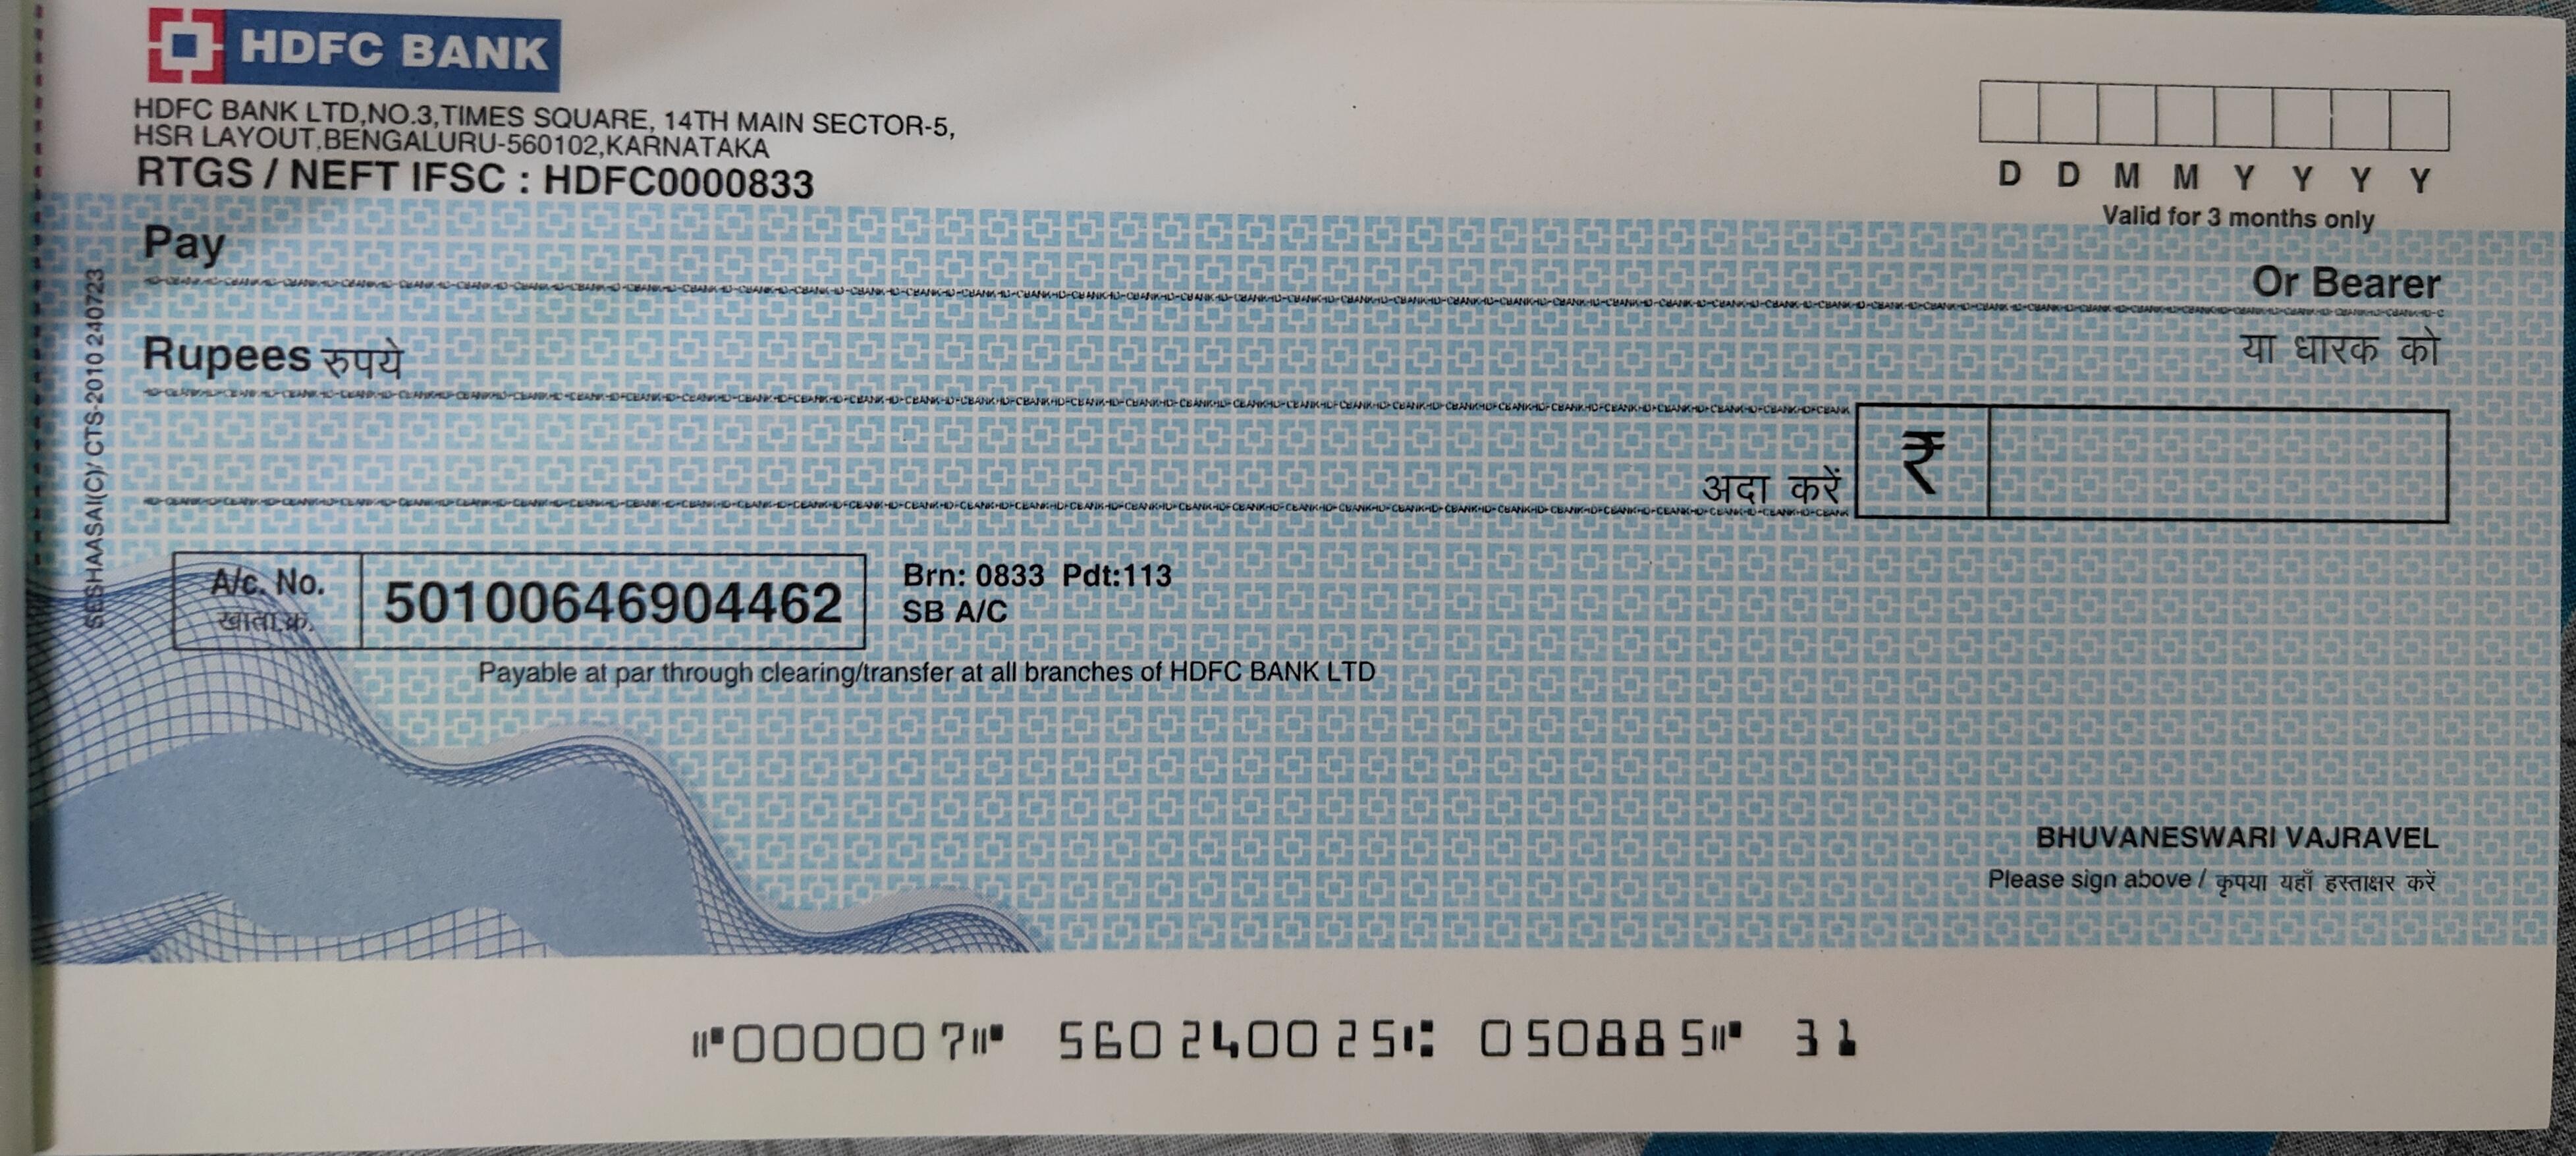 HDFC BANK
HDFC BANK LTD,NO.3,TIMES SQUARE, 14TH MAIN SECTOR-5,
HSR LAYOUT,BENGALURU-560102,KARNATAKA
RTGS / NEFT IFSC : HDFC0000833
D D M M Y Y Y Y
Valid for 3 months only
Pay
Or Bearer
Rupees रुपये
या धारक को
अदा करें ₹
A/c. No.
खाता क्र.
50100646904462
Brn: 0833 Pdt:113
SB A/C
Payable at par through clearing/transfer at all branches of HDFC BANK LTD
SESHAASAI(C)/ CTS-2010 240723
BHUVANESWARI VAJRAVEL
Please sign above / कृपया यहाँ हस्ताक्षर करें
⑈000007⑈ 560240025⑆ 050885⑈ 31